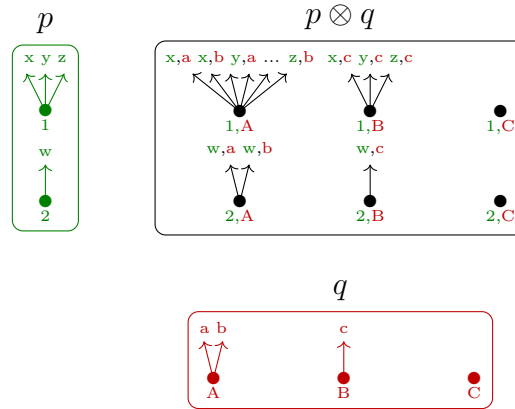 p
p ⊗ q
x y z
x,a x,b y,a ... z,b x,c y,c z,c
1
1,A 1,B 1,C
w
w,a w,b w,c
2
2,A 2,B 2,C
q
a b c
A B C